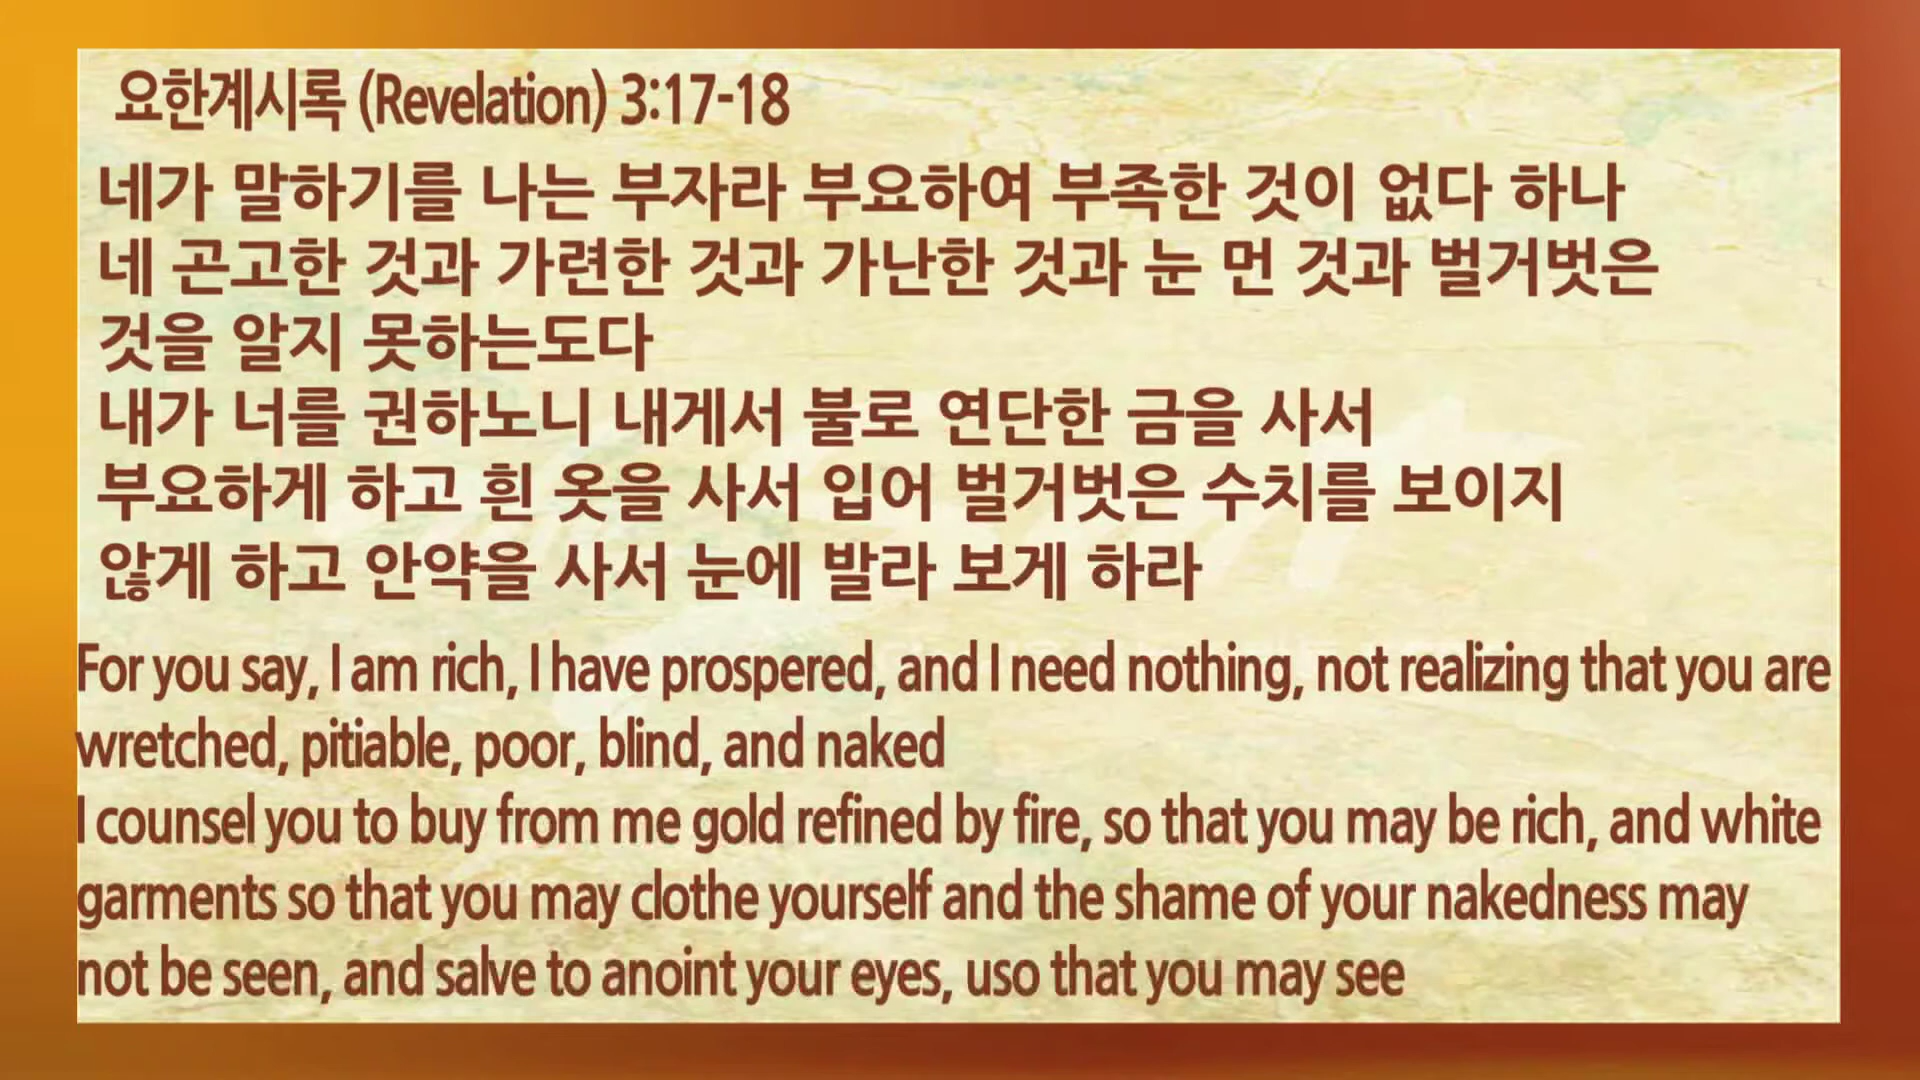 요한계시록 (Revelation) 3:17-18
네가 말하기를 나는 부자라 부요하여 부족한 것이 없다 하나
네 곤고한 것과 가련한 것과 가난한 것과 눈 먼 것과 벌거벗은
것을 알지 못하는도다
내가 너를 권하노니 내게서 불로 연단한 금을 사서
부요하게 하고 흰 옷을 사서 입어 벌거벗은 수치를 보이지
않게 하고 안약을 사서 눈에 발라 보게 하라
For you say, I am rich, I have prospered, and I need nothing, not realizing that you are
wretched, pitiable, poor, blind, and naked
I counsel you to buy from me gold refined by fire, so that you may be rich, and white
garments so that you may clothe yourself and the shame of your nakedness may
not be seen, and salve to anoint your eyes, uso that you may see